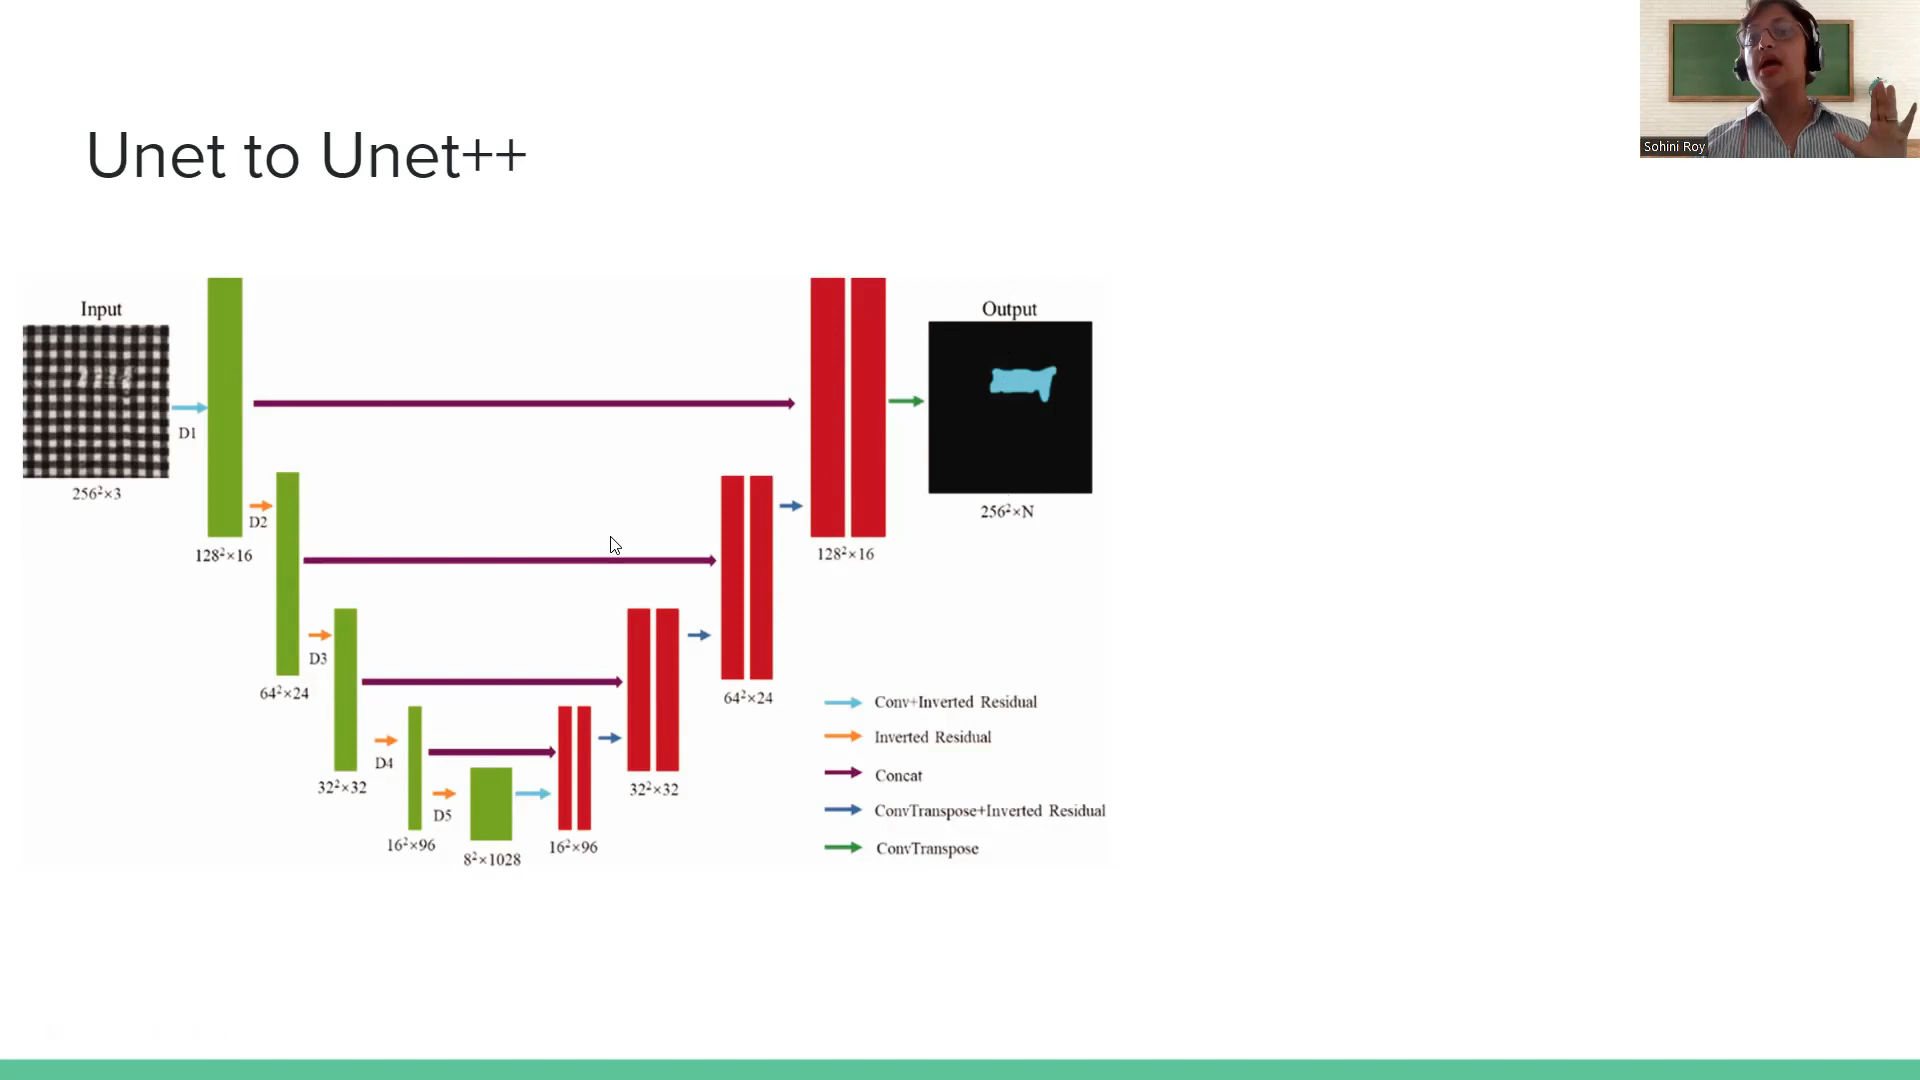 Sohini Roy
Unet to Unet++
Input
Output
D1
256²×3
256²×N
D2
128²×16
128²×16
D3
64²×24
64²×24
Conv+Inverted Residual
Inverted Residual
D4
Concat
32²×32
32²×32
ConvTranspose+Inverted Residual
D5
16²×96
16²×96
ConvTranspose
8²×1028